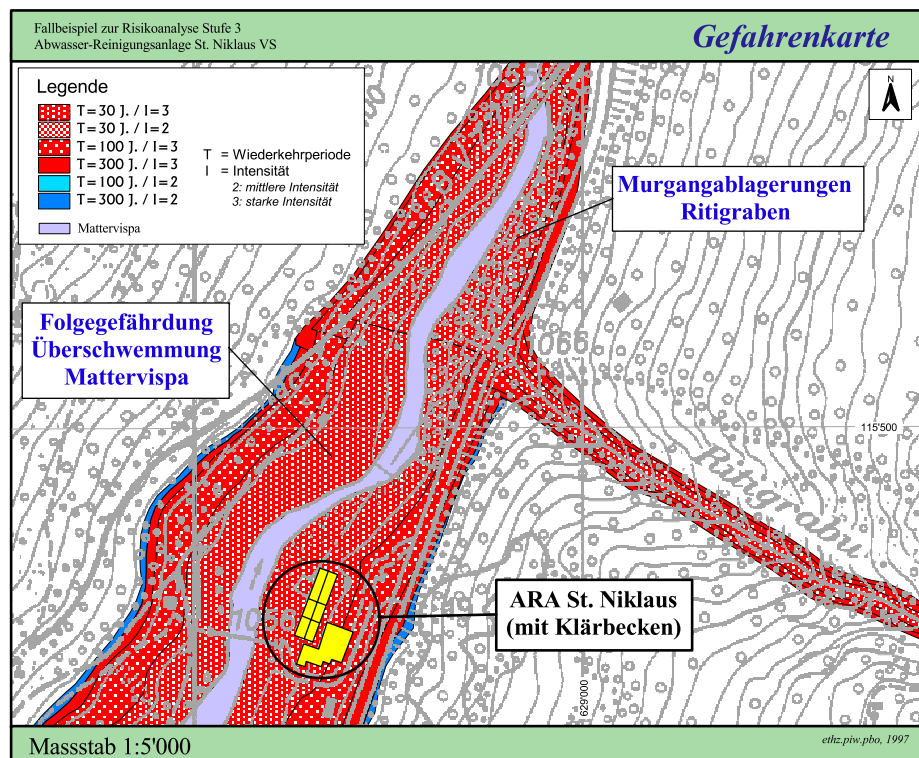 Fallbeispiel zur Risikoanalyse Stufe 3
Abwasser-Reinigungsanlage St. Niklaus VS
Gefahrenkarte
Legende
T = 30 J. / I = 3
T = 30 J. / I = 2
T = 100 J. / I = 3
T = 300 J. / I = 3
T = 100 J. / I = 2
T = 300 J. / I = 2
T = Wiederkehrperiode
I = Intensität
2: mittlere Intensität
3: starke Intensität
Mattervispa
N
Murgangablagerungen
Ritigraben
Folgegefährdung
Überschwemmung
Mattervispa
1066
115'500
ARA St. Niklaus
(mit Klärbecken)
629'000
Massstab 1:5'000
ethz.piw.pbo, 1997